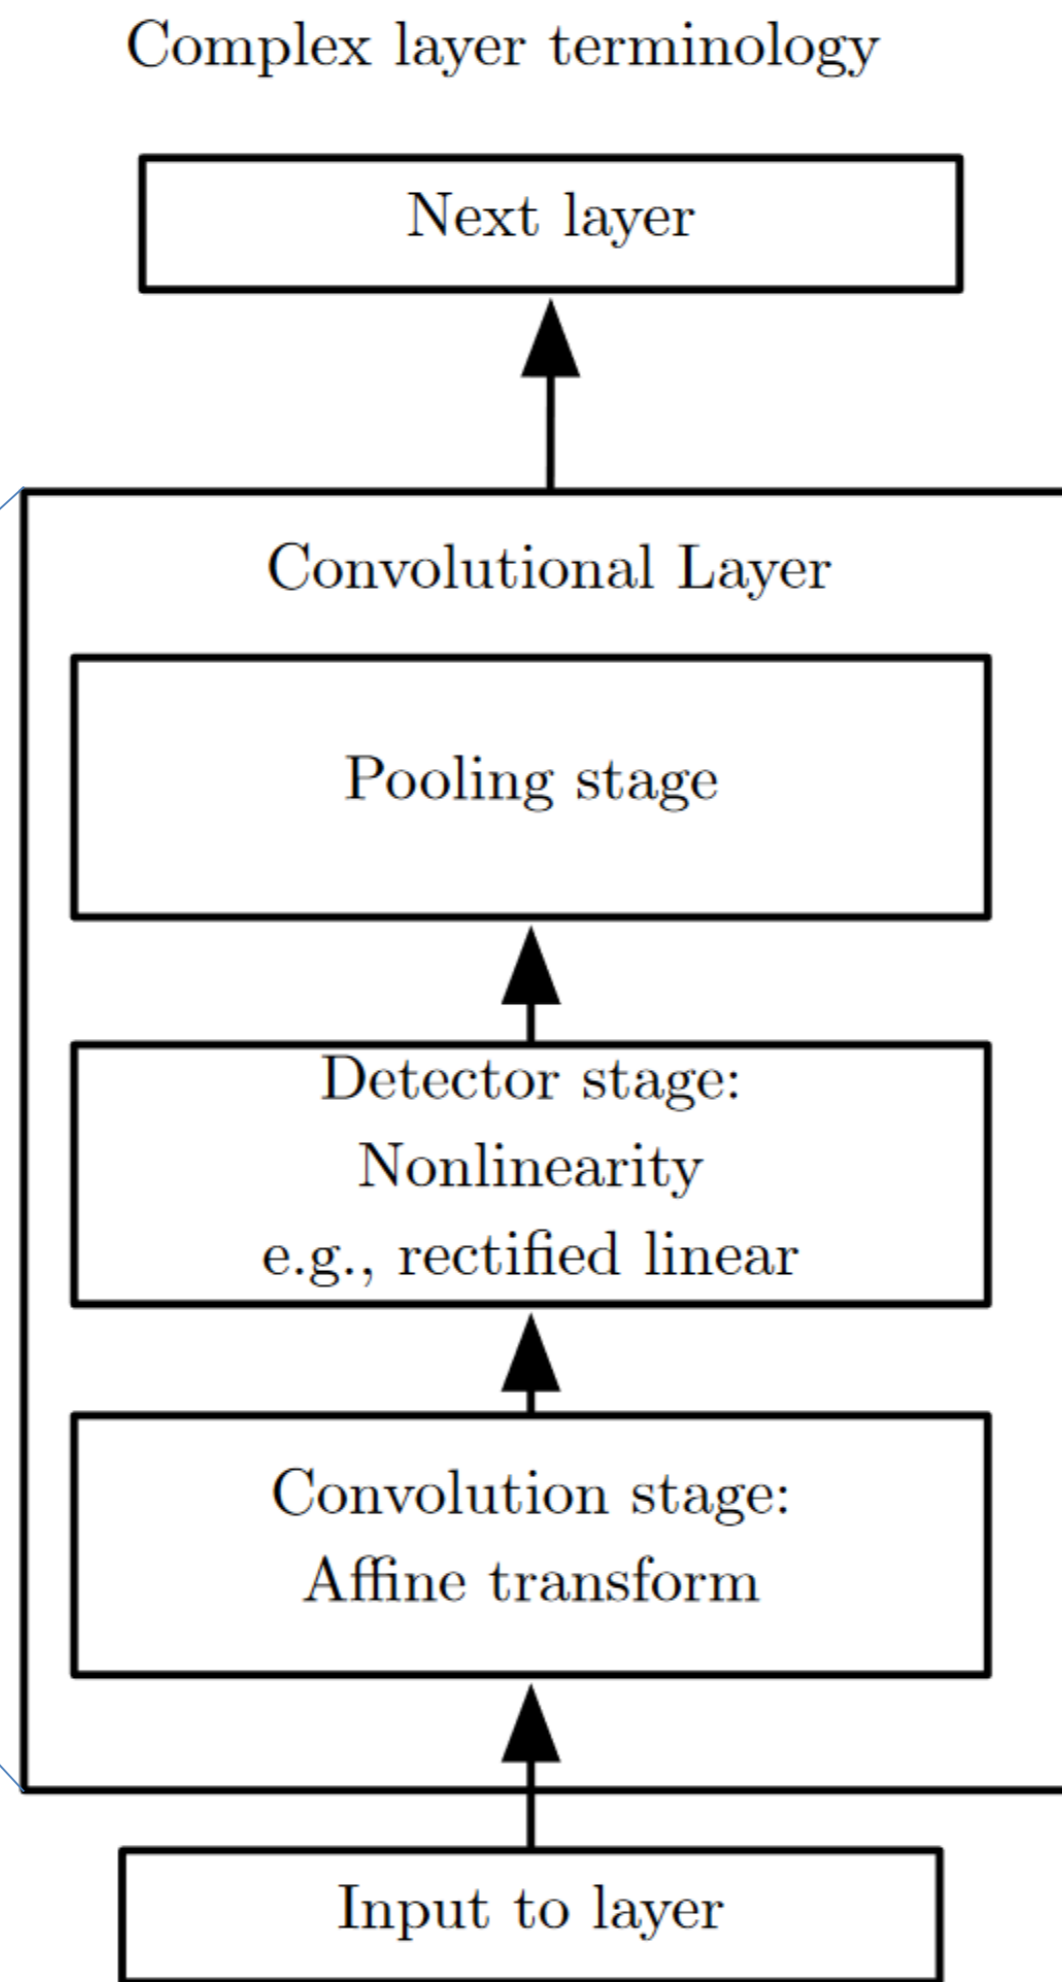 Complex layer terminology
Next layer
Convolutional Layer
Pooling stage
Detector stage:
Nonlinearity
e.g., rectified linear
Convolution stage:
Affine transform
Input to layer